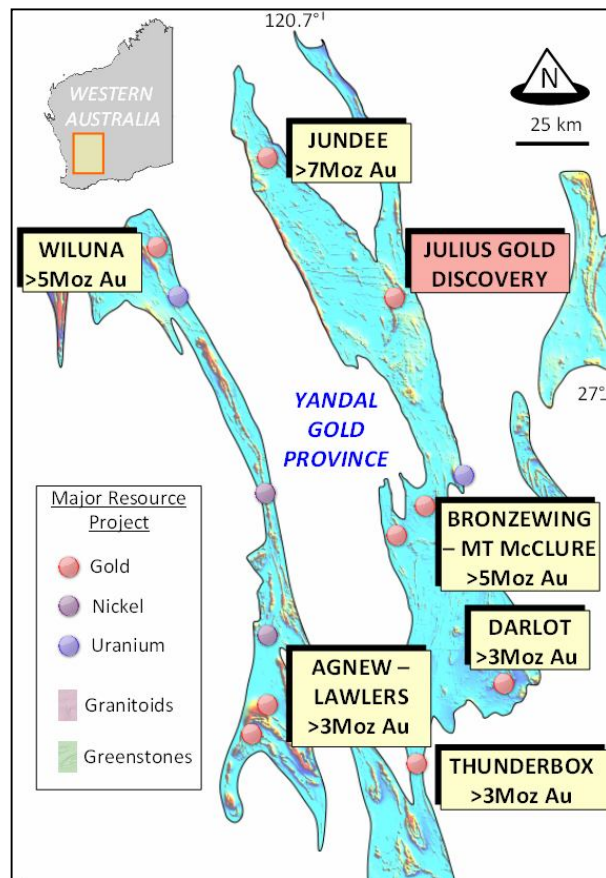 120.7°
WESTERN
AUSTRALIA
N
25 km
JUNDEE
>7Moz Au
WILUNA
>5Moz Au
JULIUS GOLD
DISCOVERY
27°
YANDAL
GOLD
PROVINCE
Major Resource
Project
Gold
Nickel
Uranium
Granitoids
Greenstones
BRONZEWING
– MT McCLURE
>5Moz Au
DARLOT
>3Moz Au
AGNEW –
LAWLERS
>3Moz Au
THUNDERBOX
>3Moz Au